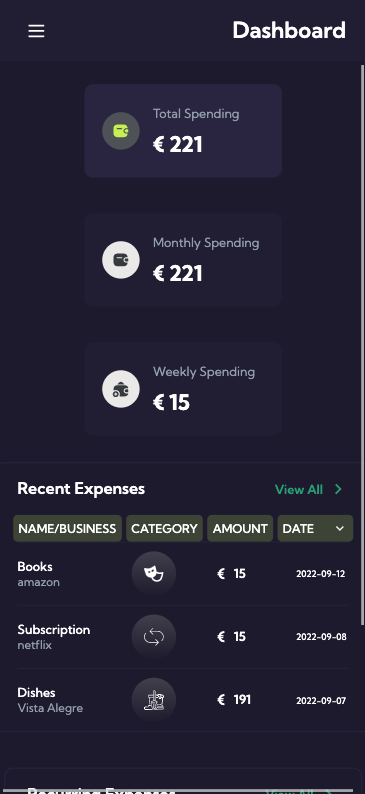 Dashboard
Total Spending
€ 221
Monthly Spending
€ 221
Weekly Spending
€ 15
Recent Expenses View All
NAME/BUSINESS CATEGORY AMOUNT DATE
Books
amazon
€ 15 2022-09-12
Subscription
netflix
€ 15 2022-09-08
Dishes
Vista Alegre
€ 191 2022-09-07
Recurring Expenses View All